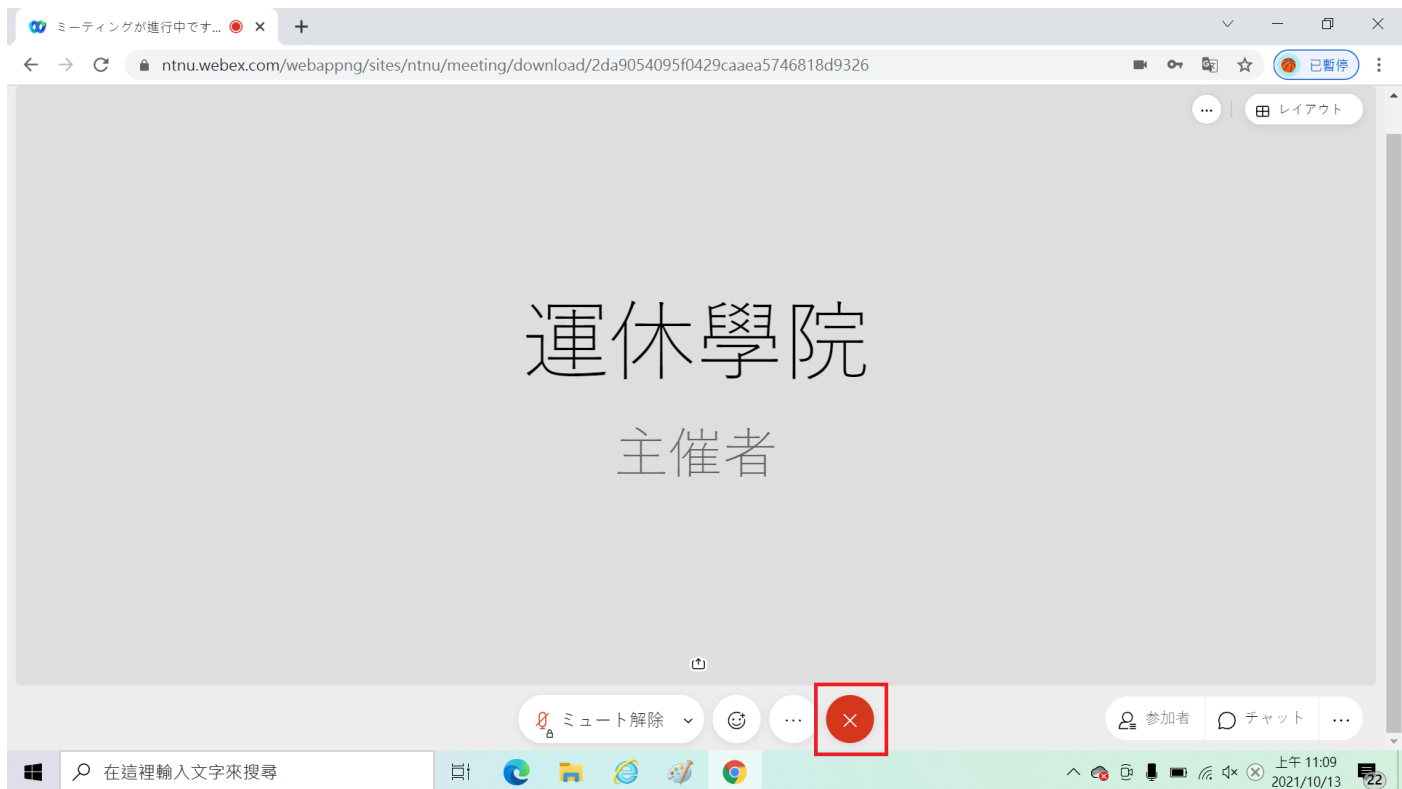 ミーティングが進行中です...
ntnu.webex.com/webappng/sites/ntnu/meeting/download/2da9054095f0429caaea5746818d9326
已暫停
レイアウト
運休學院
主催者
ミュート解除
参加者
チャット
在這裡輸入文字來搜尋
上午 11:09
2021/10/13
22